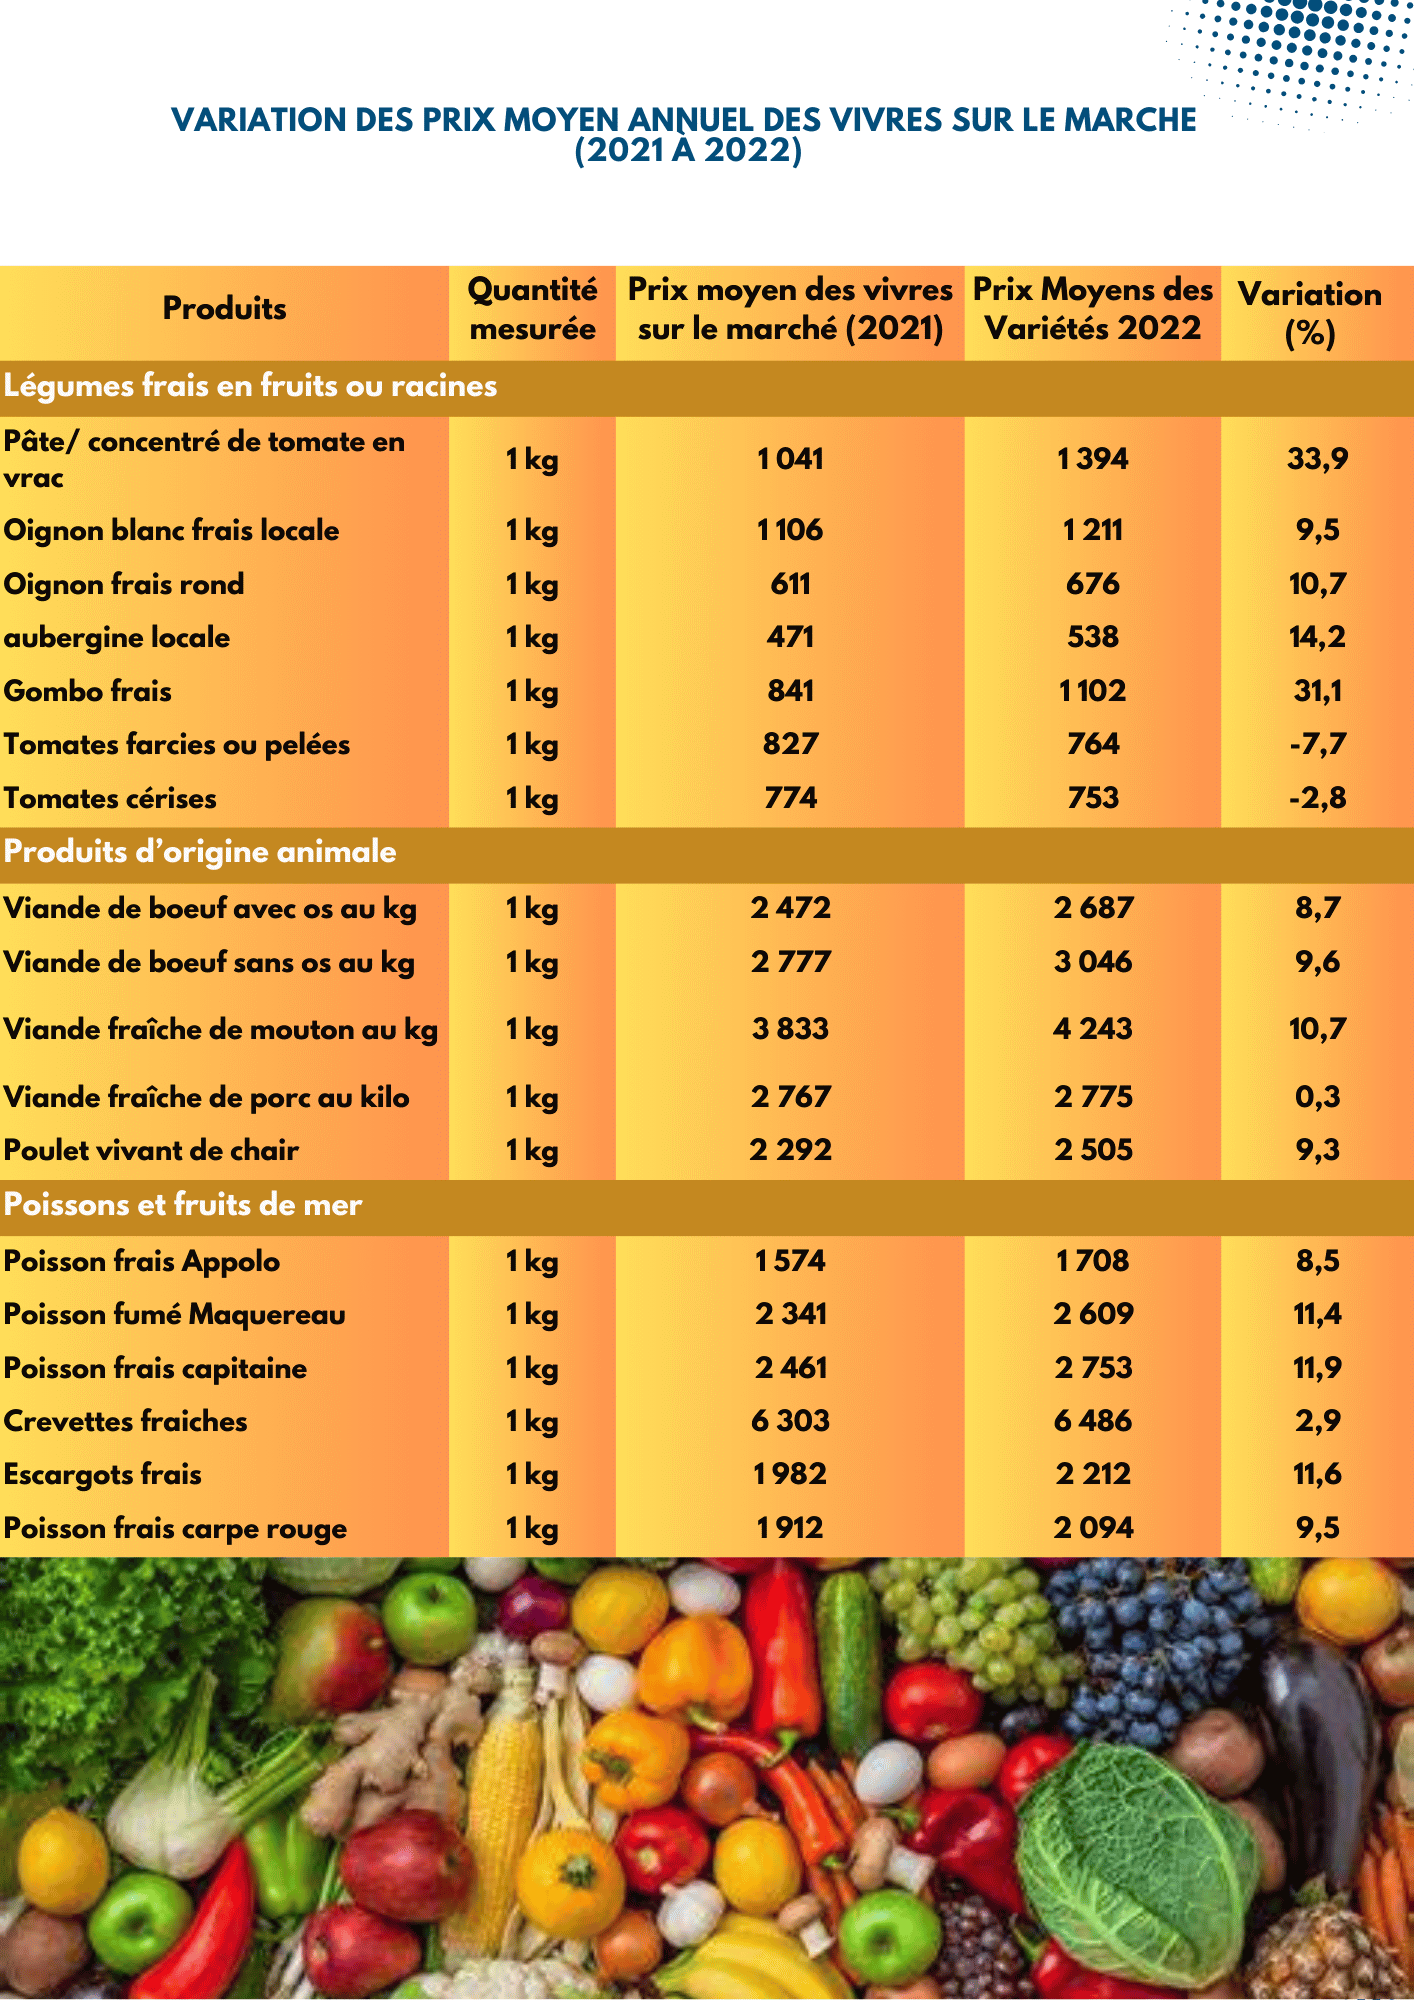 VARIATION DES PRIX MOYEN ANNUEL DES VIVRES SUR LE MARCHE
(2021 À 2022)
Produits
Quantité
mesurée
Prix moyen des vivres
sur le marché (2021)
Prix Moyens des
Variétés 2022
Variation
(%)
Légumes frais en fruits ou racines
Pâte/ concentré de tomate en
vrac
1 kg
1 041
1 394
33,9
Oignon blanc frais locale 1 kg 1 106 1 211 9,5
Oignon frais rond 1 kg 611 676 10,7
aubergine locale 1 kg 471 538 14,2
Gombo frais 1 kg 841 1 102 31,1
Tomates farcies ou pelées 1 kg 827 764 -7,7
Tomates cérises 1 kg 774 753 -2,8
Produits d’origine animale
Viande de boeuf avec os au kg 1 kg 2 472 2 687 8,7
Viande de boeuf sans os au kg 1 kg 2 777 3 046 9,6
Viande fraîche de mouton au kg 1 kg 3 833 4 243 10,7
Viande fraîche de porc au kilo 1 kg 2 767 2 775 0,3
Poulet vivant de chair 1 kg 2 292 2 505 9,3
Poissons et fruits de mer
Poisson frais Appolo 1 kg 1 574 1 708 8,5
Poisson fumé Maquereau 1 kg 2 341 2 609 11,4
Poisson frais capitaine 1 kg 2 461 2 753 11,9
Crevettes fraiches 1 kg 6 303 6 486 2,9
Escargots frais 1 kg 1 982 2 212 11,6
Poisson frais carpe rouge 1 kg 1 912 2 094 9,5